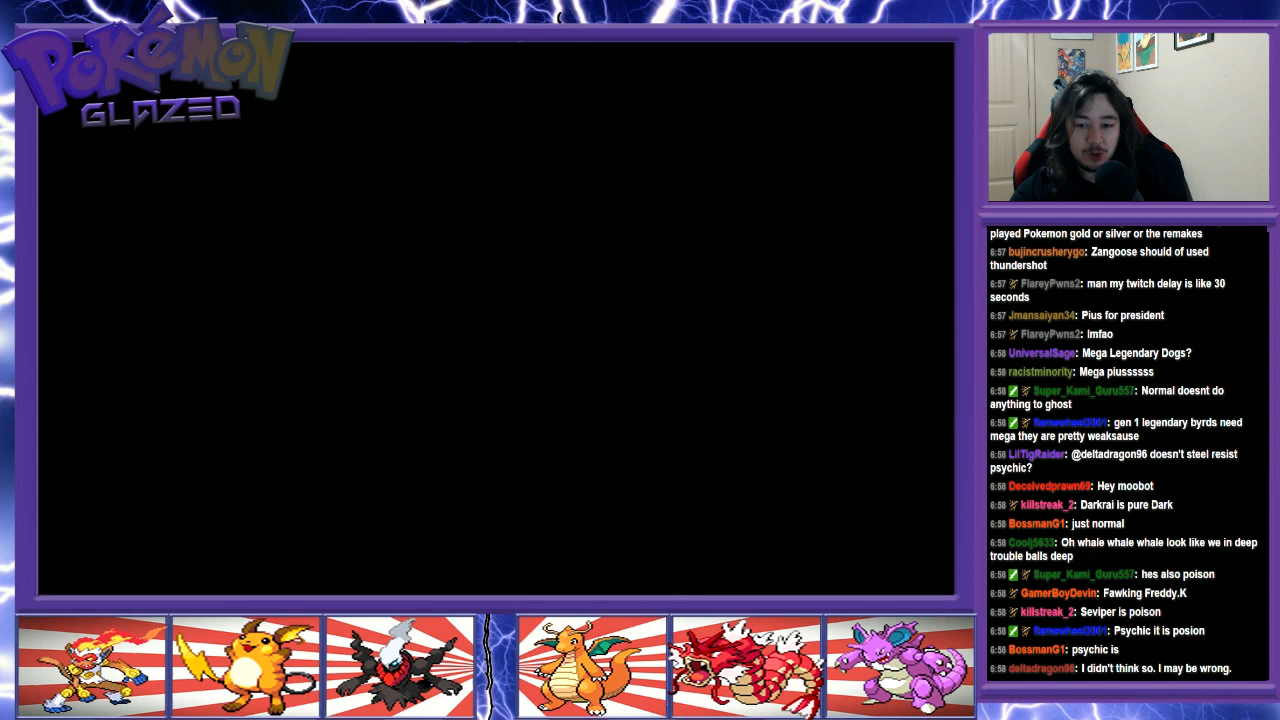 POKéMON
GLAZED
played Pokemon gold or silver or the remakes
6:57 bujincrusherygo: Zangoose should of used
thundershot
6:57 FlareyPwns2: man my twitch delay is like 30
seconds
6:57 Jmansaiyan34: Pius for president
6:57 FlareyPwns2: lmfao
6:58 UniversalSage: Mega Legendary Dogs?
6:58 racistminority: Mega piussssss
6:58 Super_Kami_Guru557: Normal doesnt do
anything to ghost
6:58 : gen 1 legendary byrds need
mega they are pretty weaksause
6:58 LilTigRaider: @deltadragon96 doesn't steel resist
psychic?
6:58 Deceivedprawn69: Hey moobot
6:58 killstreak_2: Darkrai is pure Dark
6:58 BossmanG1: just normal
6:58 Coolj5633: Oh whale whale whale look like we in deep
trouble balls deep
6:58 Super_Kami_Guru557: hes also poison
6:58 GamerBoyDevin: Fawking Freddy.K
6:58 killstreak_2: Seviper is poison
6:58 : Psychic it is posion
6:58 BossmanG1: psychic is
6:58 deltadragon96: I didn't think so. I may be wrong.